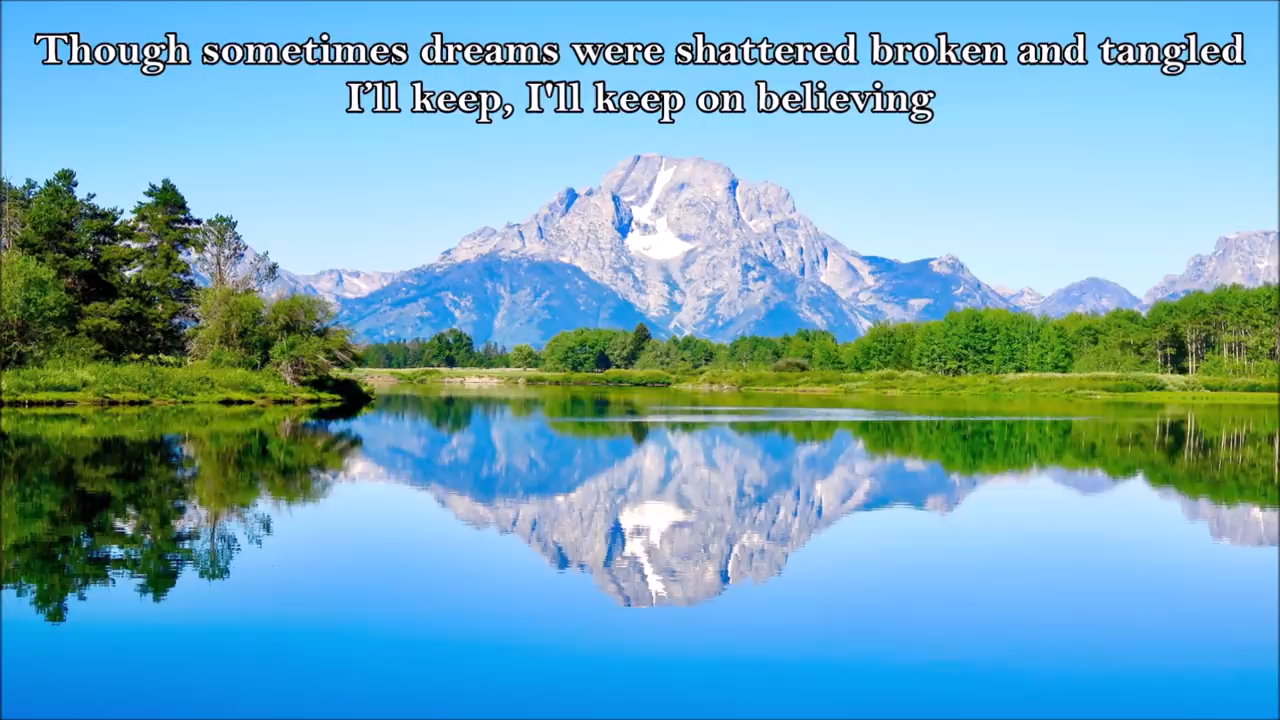 Though sometimes dreams were shattered broken and tangled
I’ll keep, I'll keep on believing